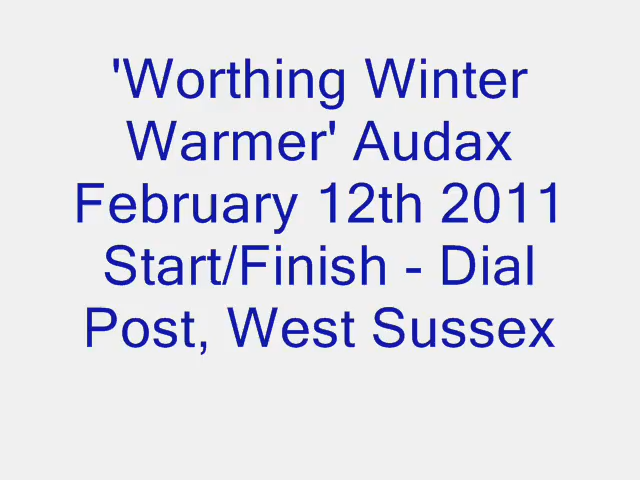 'Worthing Winter
Warmer' Audax
February 12th 2011
Start/Finish - Dial
Post, West Sussex